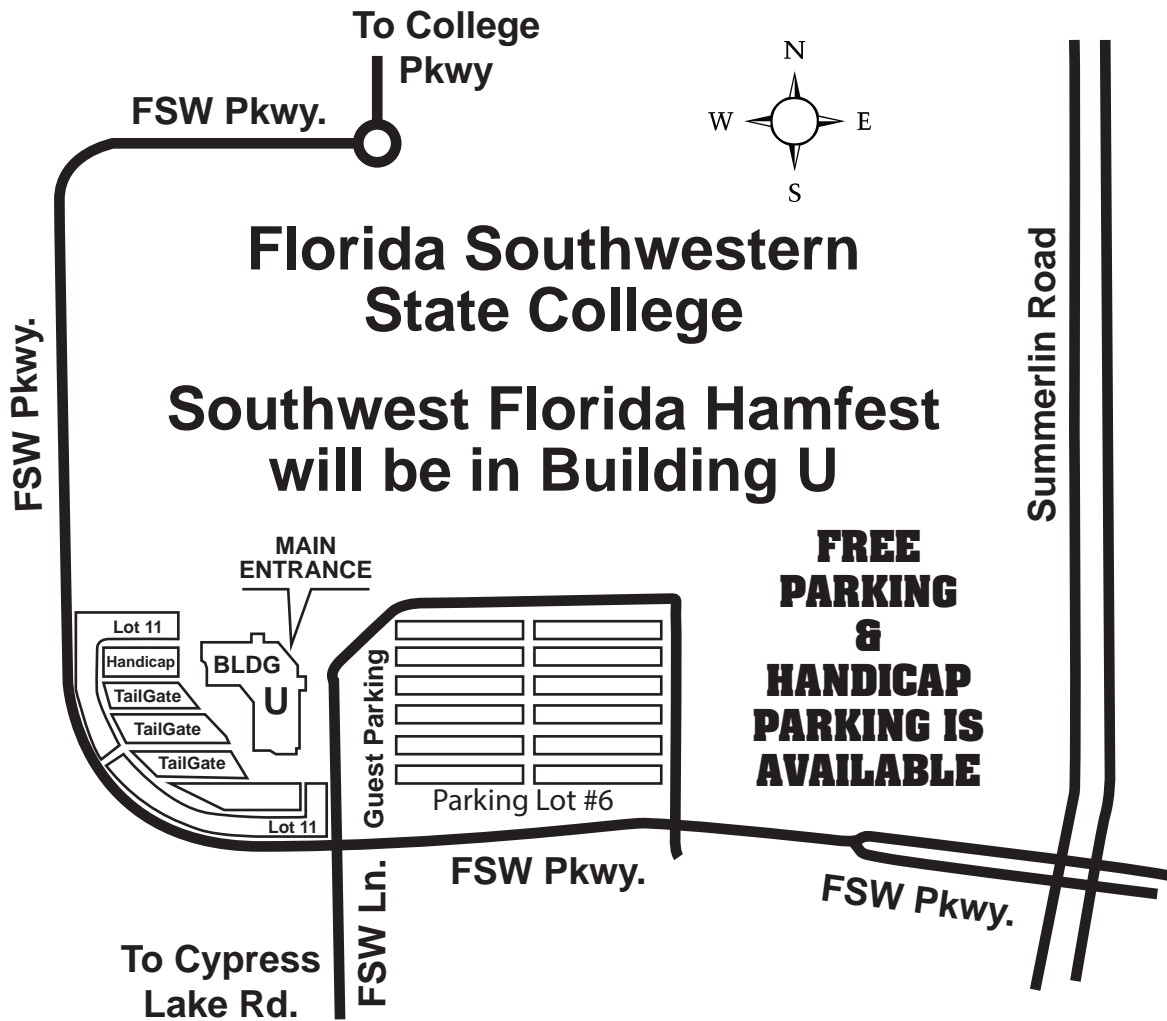 To College
Pkwy
FSW Pkwy.
N
W
E
S
Florida Southwestern
State College
FSW Pkwy.
Summerlin Road
Southwest Florida Hamfest
will be in Building U
MAIN
ENTRANCE
FREE
PARKING
&
HANDICAP
PARKING IS
AVAILABLE
Lot 11
Handicap
TailGate
TailGate
TailGate
Lot 11
BLDG
U
Guest Parking
Parking Lot #6
FSW Pkwy.
FSW Pkwy.
FSW Ln.
To Cypress
Lake Rd.